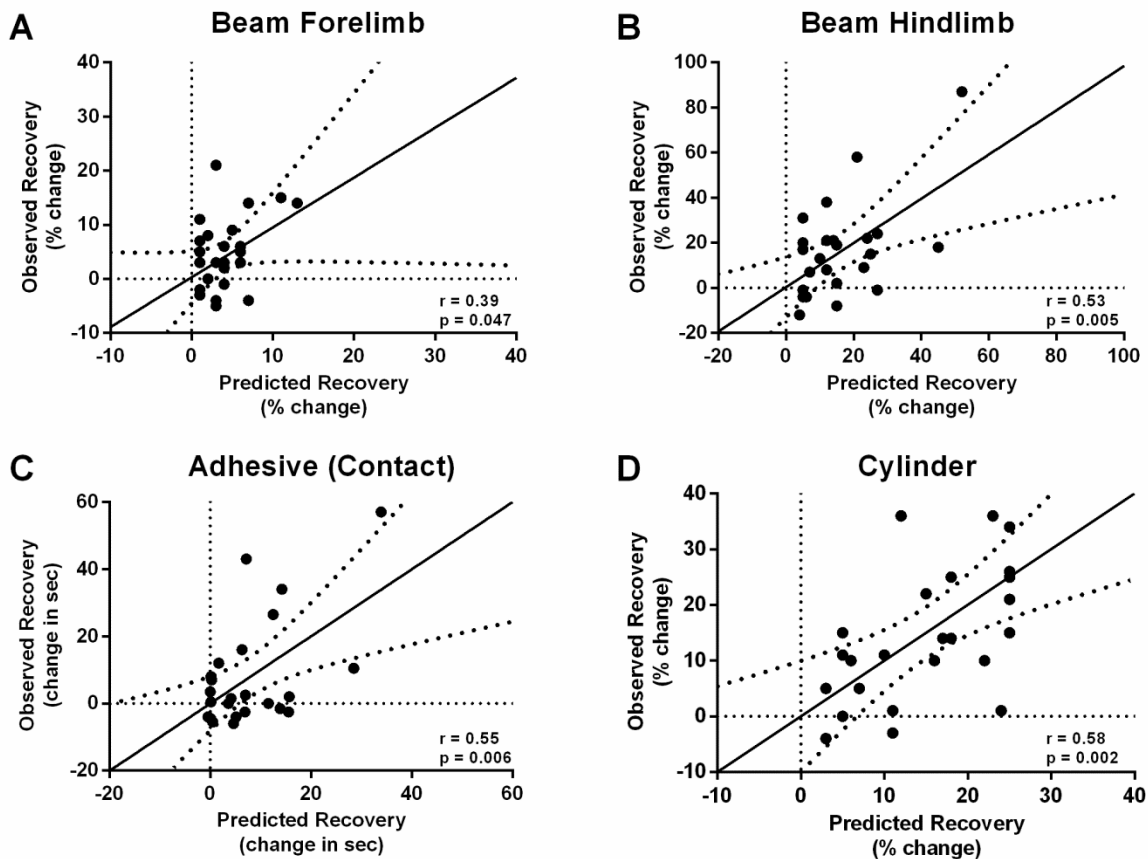 A
Beam Forelimb
Observed Recovery
(% change)
40
30
20
10
0
-10
r = 0.39
p = 0.047
-10 0 10 20 30 40
Predicted Recovery
(% change)
B
Beam Hindlimb
Observed Recovery
(% change)
100
80
60
40
20
0
-20
r = 0.53
p = 0.005
-20 0 20 40 60 80 100
Predicted Recovery
(% change)
C
Adhesive (Contact)
Observed Recovery
(change in sec)
60
40
20
0
-20
r = 0.55
p = 0.006
-20 0 20 40 60
Predicted Recovery
(change in sec)
D
Cylinder
Observed Recovery
(% change)
40
30
20
10
0
-10
r = 0.58
p = 0.002
-10 0 10 20 30 40
Predicted Recovery
(% change)